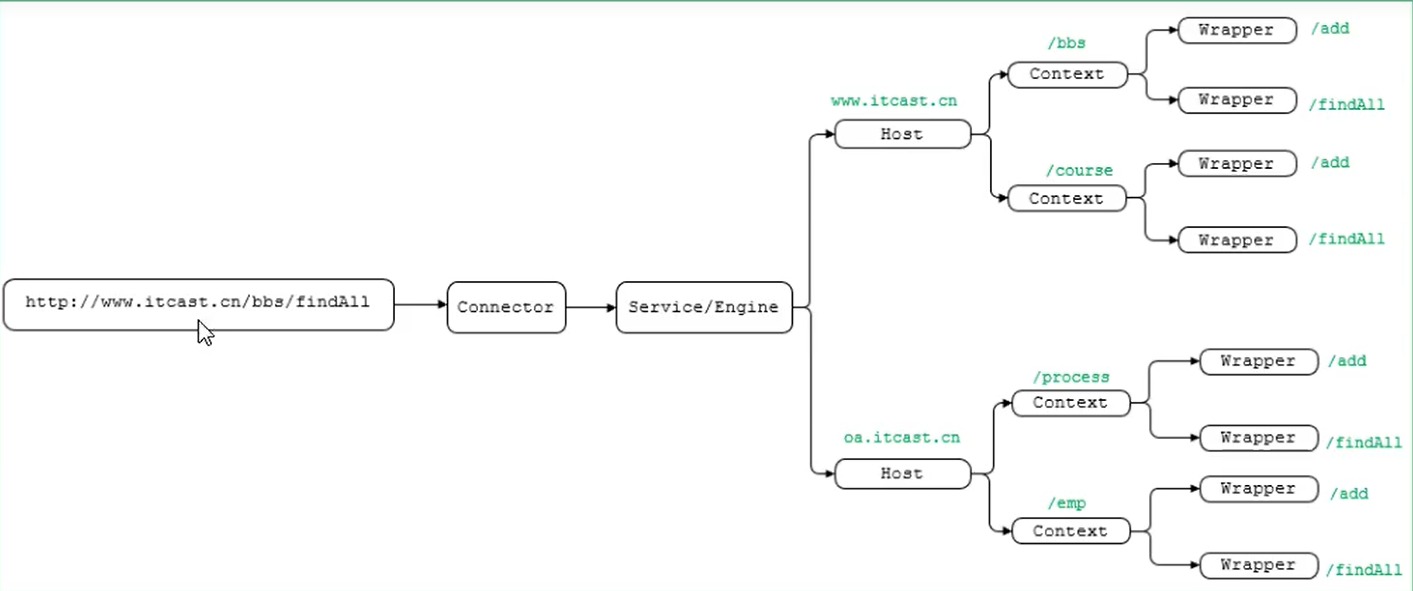 http://www.itcast.cn/bbs/findAll
Connector
Service/Engine
www.itcast.cn
Host
/bbs
Context
Wrapper
/add
Wrapper
/findAll
/course
Context
Wrapper
/add
Wrapper
/findAll
oa.itcast.cn
Host
/process
Context
Wrapper
/add
Wrapper
/findAll
/emp
Context
Wrapper
/add
Wrapper
/findAll